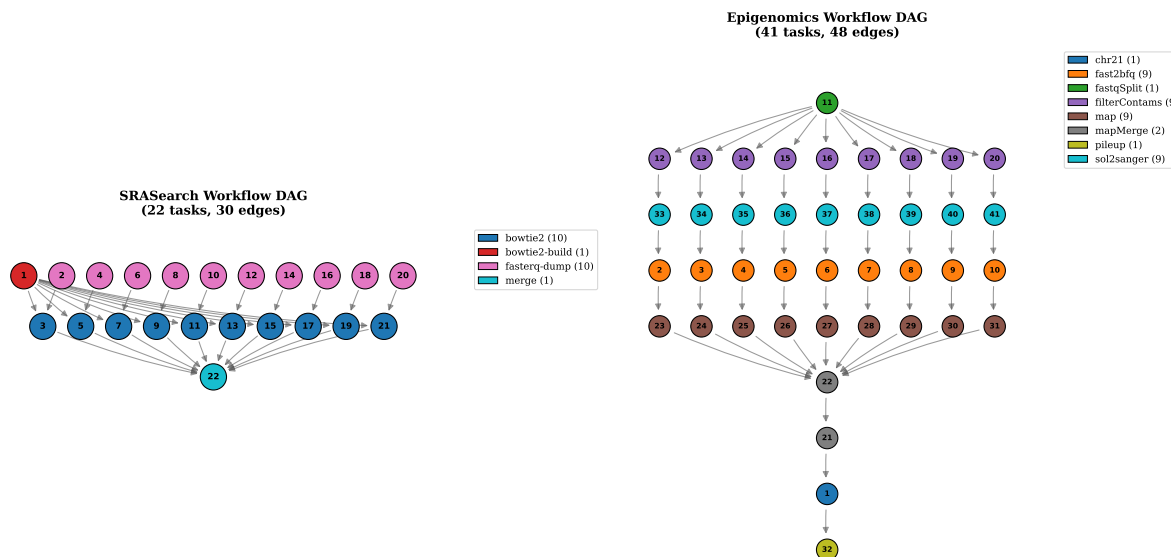 SRASearch Workflow DAG
(22 tasks, 30 edges)
bowtie2 (10)
bowtie2-build (1)
fasterq-dump (10)
merge (1)
1 2 4 6 8 10 12 14 16 18 20
3 5 7 9 11 13 15 17 19 21
22
Epigenomics Workflow DAG
(41 tasks, 48 edges)
chr21 (1)
fast2bfq (9)
fastqSplit (1)
filterContams (9
map (9)
mapMerge (2)
pileup (1)
sol2sanger (9)
11
12 13 14 15 16 17 18 19 20
33 34 35 36 37 38 39 40 41
2 3 4 5 6 7 8 9 10
23 24 25 26 27 28 29 30 31
22
21
1
32